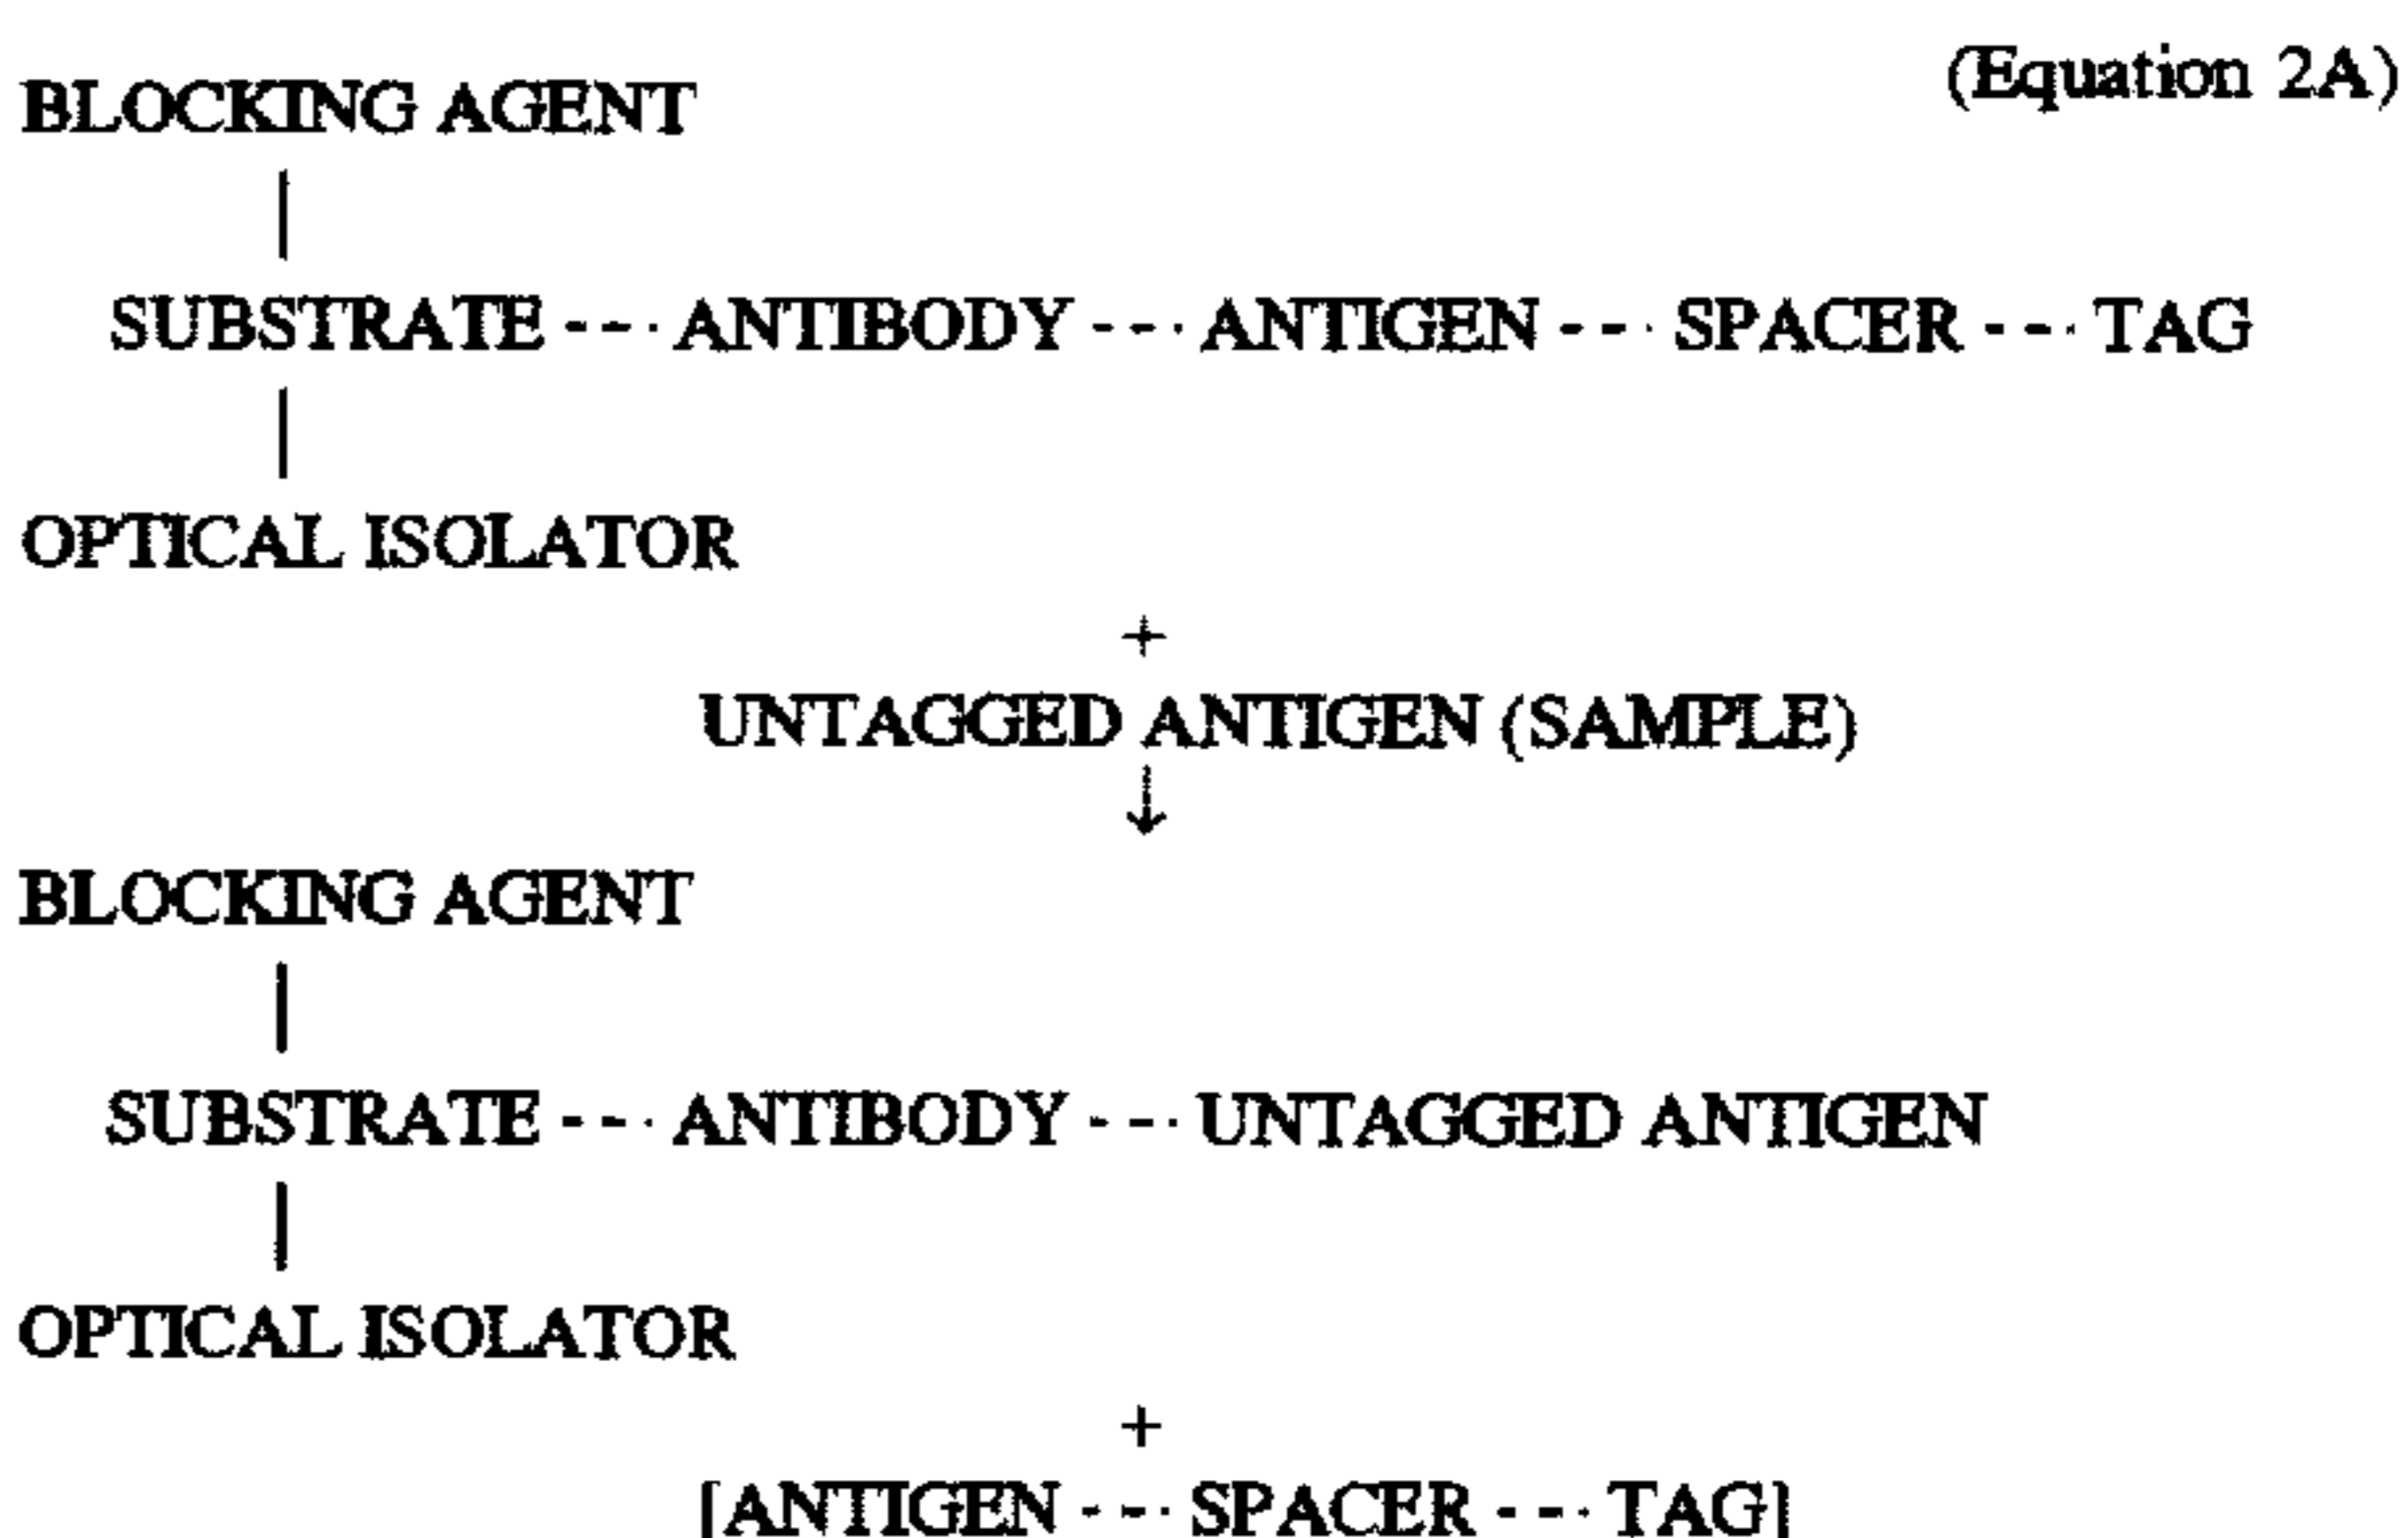 (Equation 2A)
BLOCKING AGENT
|
SUBSTRATE --- ANTIBODY --- ANTIGEN --- SPACER --- TAG
|
OPTICAL ISOLATOR
+
UNTAGGED ANTIGEN (SAMPLE)
↓
BLOCKING AGENT
|
SUBSTRATE --- ANTIBODY --- UNTAGGED ANTIGEN
|
OPTICAL ISOLATOR
+
[ANTIGEN --- SPACER --- TAG]